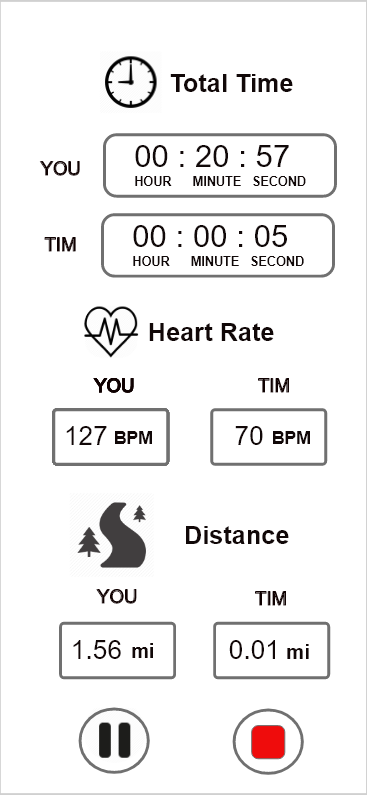 Total Time
YOU
00 : 20 : 57
HOUR MINUTE SECOND
TIM
00 : 00 : 05
HOUR MINUTE SECOND
Heart Rate
YOU TIM
127 BPM 70 BPM
Distance
YOU TIM
1.56 mi 0.01 mi